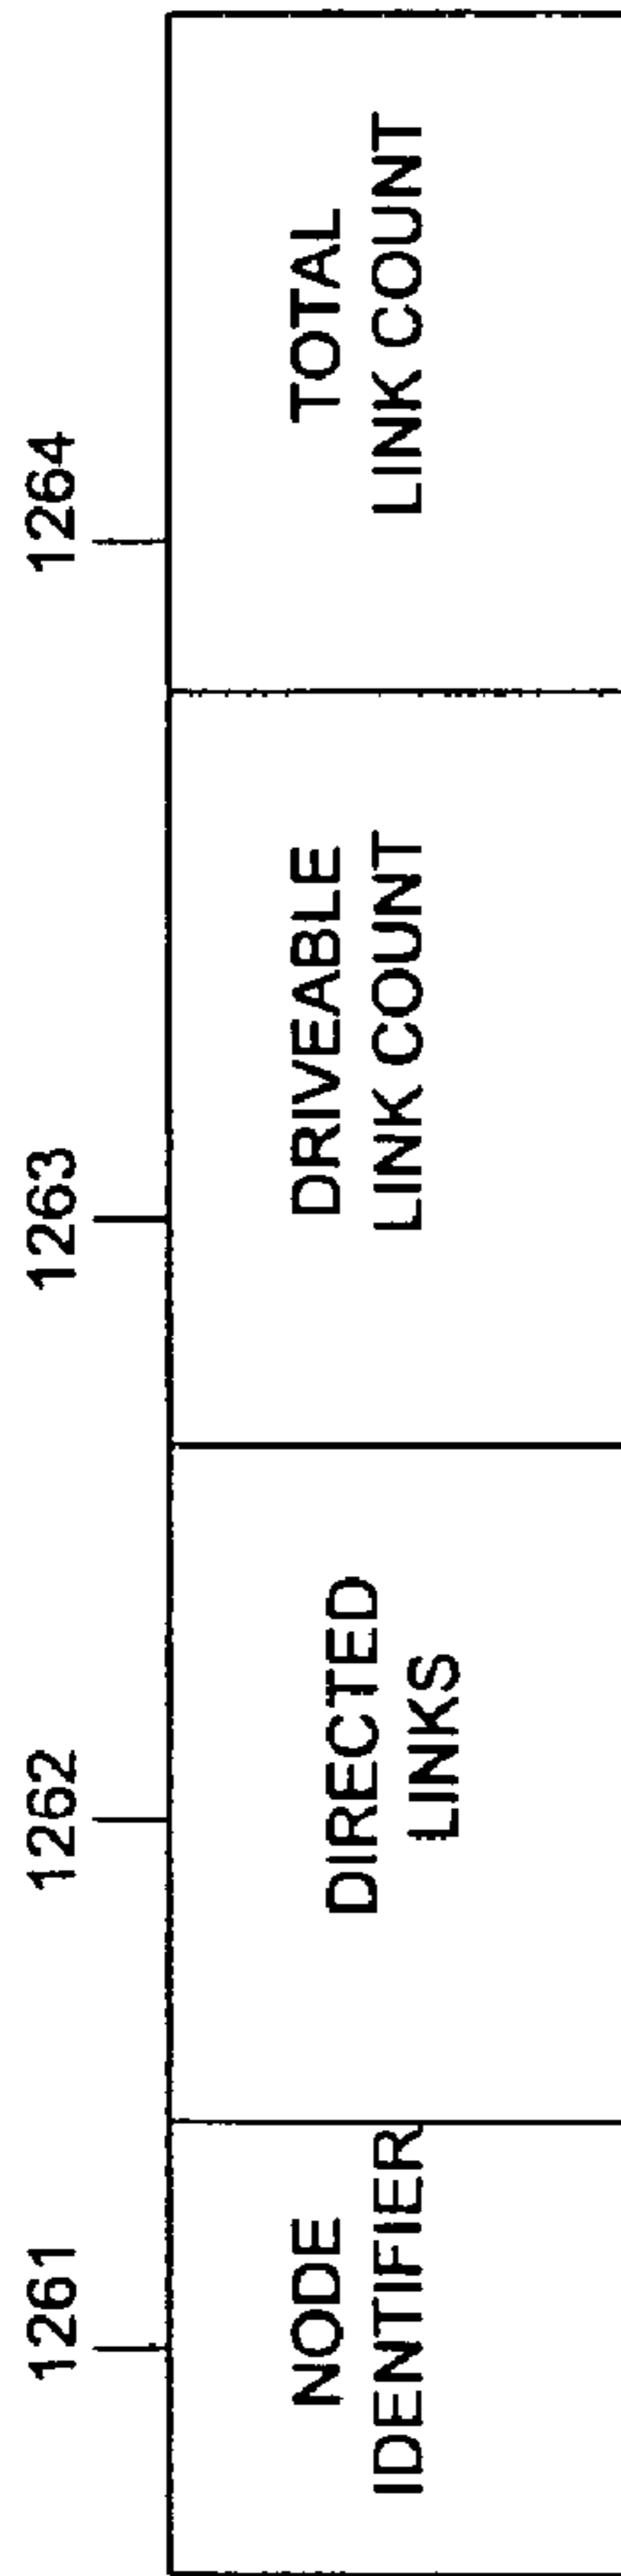 1261
1262
1263
1264
NODE
IDENTIFIER
DIRECTED
LINKS
DRIVEABLE
LINK COUNT
TOTAL
LINK COUNT